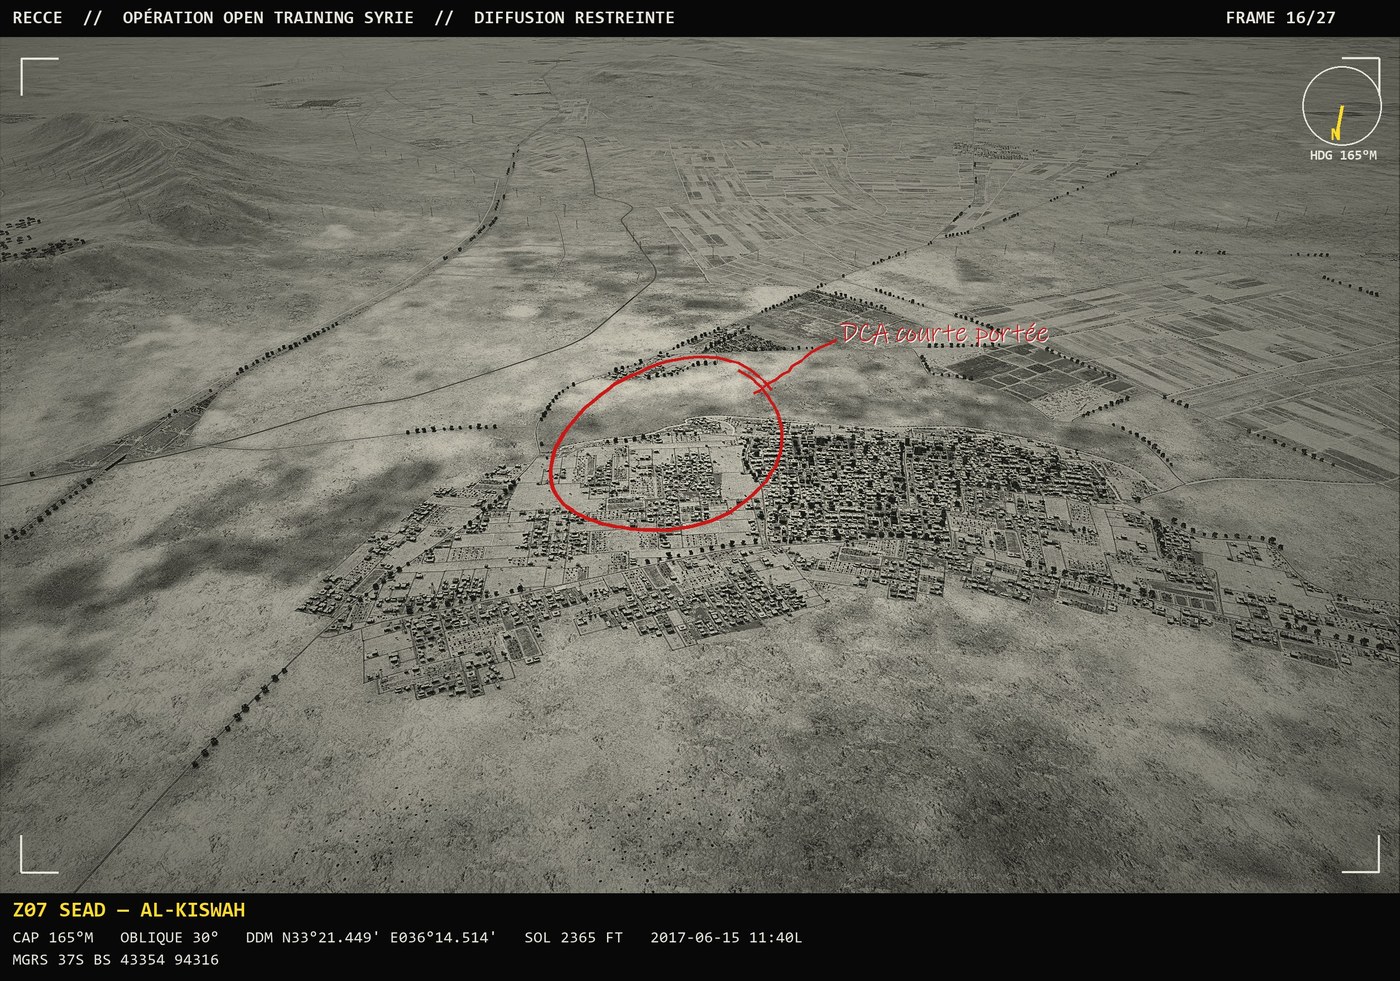 RECCE // OPÉRATION OPEN TRAINING SYRIE // DIFFUSION RESTREINTE
FRAME 16/27
N
HDG 165°M
DCA courte portée
Z07 SEAD — AL-KISWAH
CAP 165°M OBLIQUE 30° DDM N33°21.449' E036°14.514' SOL 2365 FT 2017-06-15 11:40L
MGRS 37S BS 43354 94316